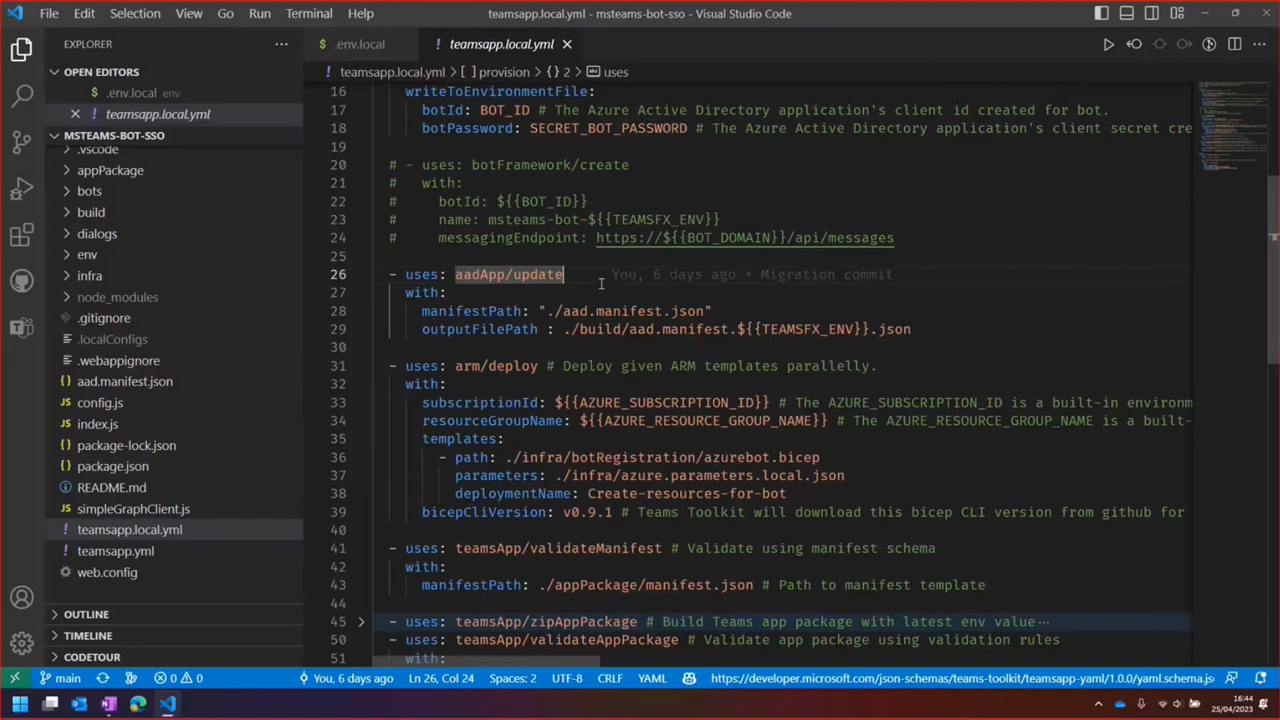 File Edit Selection View Go Run Terminal Help
teamsapp.local.yml - msteams-bot-sso - Visual Studio Code
EXPLORER
OPEN EDITORS
.env.local env
teamsapp.local.yml
MSTEAMS-BOT-SSO
.vscode
appPackage
bots
build
dialogs
env
infra
node_modules
.gitignore
.localConfigs
.webappignore
aad.manifest.json
config.js
index.js
package-lock.json
package.json
README.md
simpleGraphClient.js
teamsapp.local.yml
teamsapp.yml
web.config
OUTLINE
TIMELINE
CODETOUR
.env.local
teamsapp.local.yml
teamsapp.local.yml > [ ] provision > {} 2 > uses
16 writeToEnvironmentFile:
17 botId: BOT_ID # The Azure Active Directory application's client id created for bot.
18 botPassword: SECRET_BOT_PASSWORD # The Azure Active Directory application's client secret cre
19
20 # - uses: botFramework/create
21 # with:
22 # botId: ${{BOT_ID}}
23 # name: msteams-bot-${{TEAMSFX_ENV}}
24 # messagingEndpoint: https://${{BOT_DOMAIN}}/api/messages
25
26 - uses: aadApp/update You, 6 days ago • Migration commit
27 with:
28 manifestPath: "./aad.manifest.json"
29 outputFilePath : ./build/aad.manifest.${{TEAMSFX_ENV}}.json
30
31 - uses: arm/deploy # Deploy given ARM templates parallelly.
32 with:
33 subscriptionId: ${{AZURE_SUBSCRIPTION_ID}} # The AZURE_SUBSCRIPTION_ID is a built-in environm
34 resourceGroupName: ${{AZURE_RESOURCE_GROUP_NAME}} # The AZURE_RESOURCE_GROUP_NAME is a built-
35 templates:
36 - path: ./infra/botRegistration/azurebot.bicep
37 parameters: ./infra/azure.parameters.local.json
38 deploymentName: Create-resources-for-bot
39 bicepCliVersion: v0.9.1 # Teams Toolkit will download this bicep CLI version from github for
40
41 - uses: teamsApp/validateManifest # Validate using manifest schema
42 with:
43 manifestPath: ./appPackage/manifest.json # Path to manifest template
44
45 - uses: teamsApp/zipAppPackage # Build Teams app package with latest env value ⋯
50 - uses: teamsApp/validateAppPackage # Validate app package using validation rules
51 with:
main 0 0 You, 6 days ago Ln 26, Col 24 Spaces: 2 UTF-8 CRLF YAML https://developer.microsoft.com/json-schemas/teams-toolkit/teamsapp-yaml/1.0.0/yaml.schema.js
16:44
25/04/2023